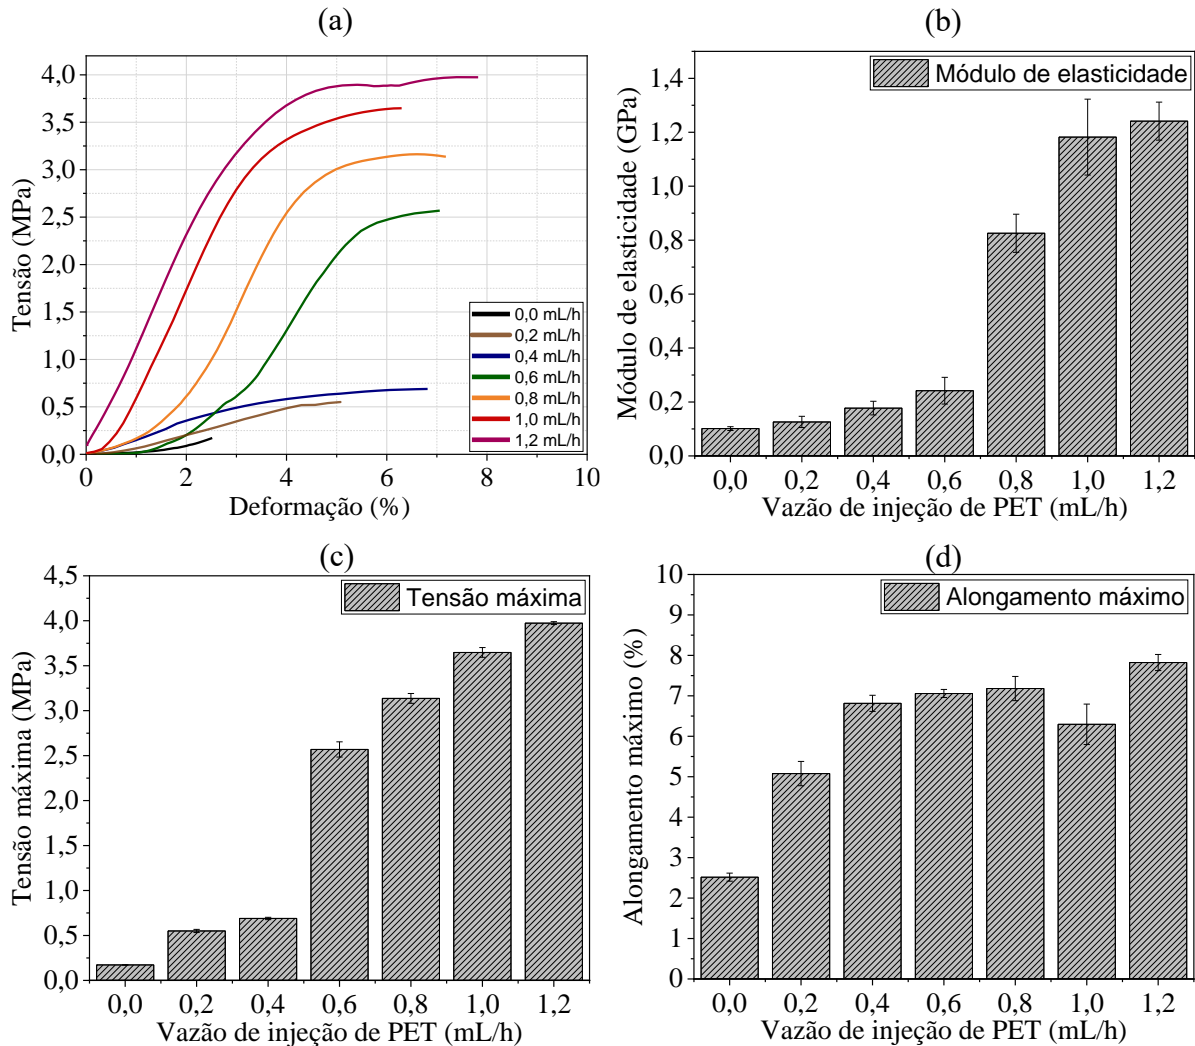 (a)
Tensão (MPa)
4,0
3,5
3,0
2,5
2,0
1,5
1,0
0,5
0,0
0,0 mL/h
0,2 mL/h
0,4 mL/h
0,6 mL/h
0,8 mL/h
1,0 mL/h
1,2 mL/h
0 2 4 6 8 10
Deformação (%)
(b)
Módulo de elasticidade (GPa)
Módulo de elasticidade
1,4
1,2
1,0
0,8
0,6
0,4
0,2
0,0
0,0 0,2 0,4 0,6 0,8 1,0 1,2
Vazão de injeção de PET (mL/h)
(c)
Tensão máxima (MPa)
Tensão máxima
4,5
4,0
3,5
3,0
2,5
2,0
1,5
1,0
0,5
0,0
0,0 0,2 0,4 0,6 0,8 1,0 1,2
Vazão de injeção de PET (mL/h)
(d)
Alongamento máximo (%)
Alongamento máximo
10
9
8
7
6
5
4
3
2
1
0
0,0 0,2 0,4 0,6 0,8 1,0 1,2
Vazão de injeção de PET (mL/h)